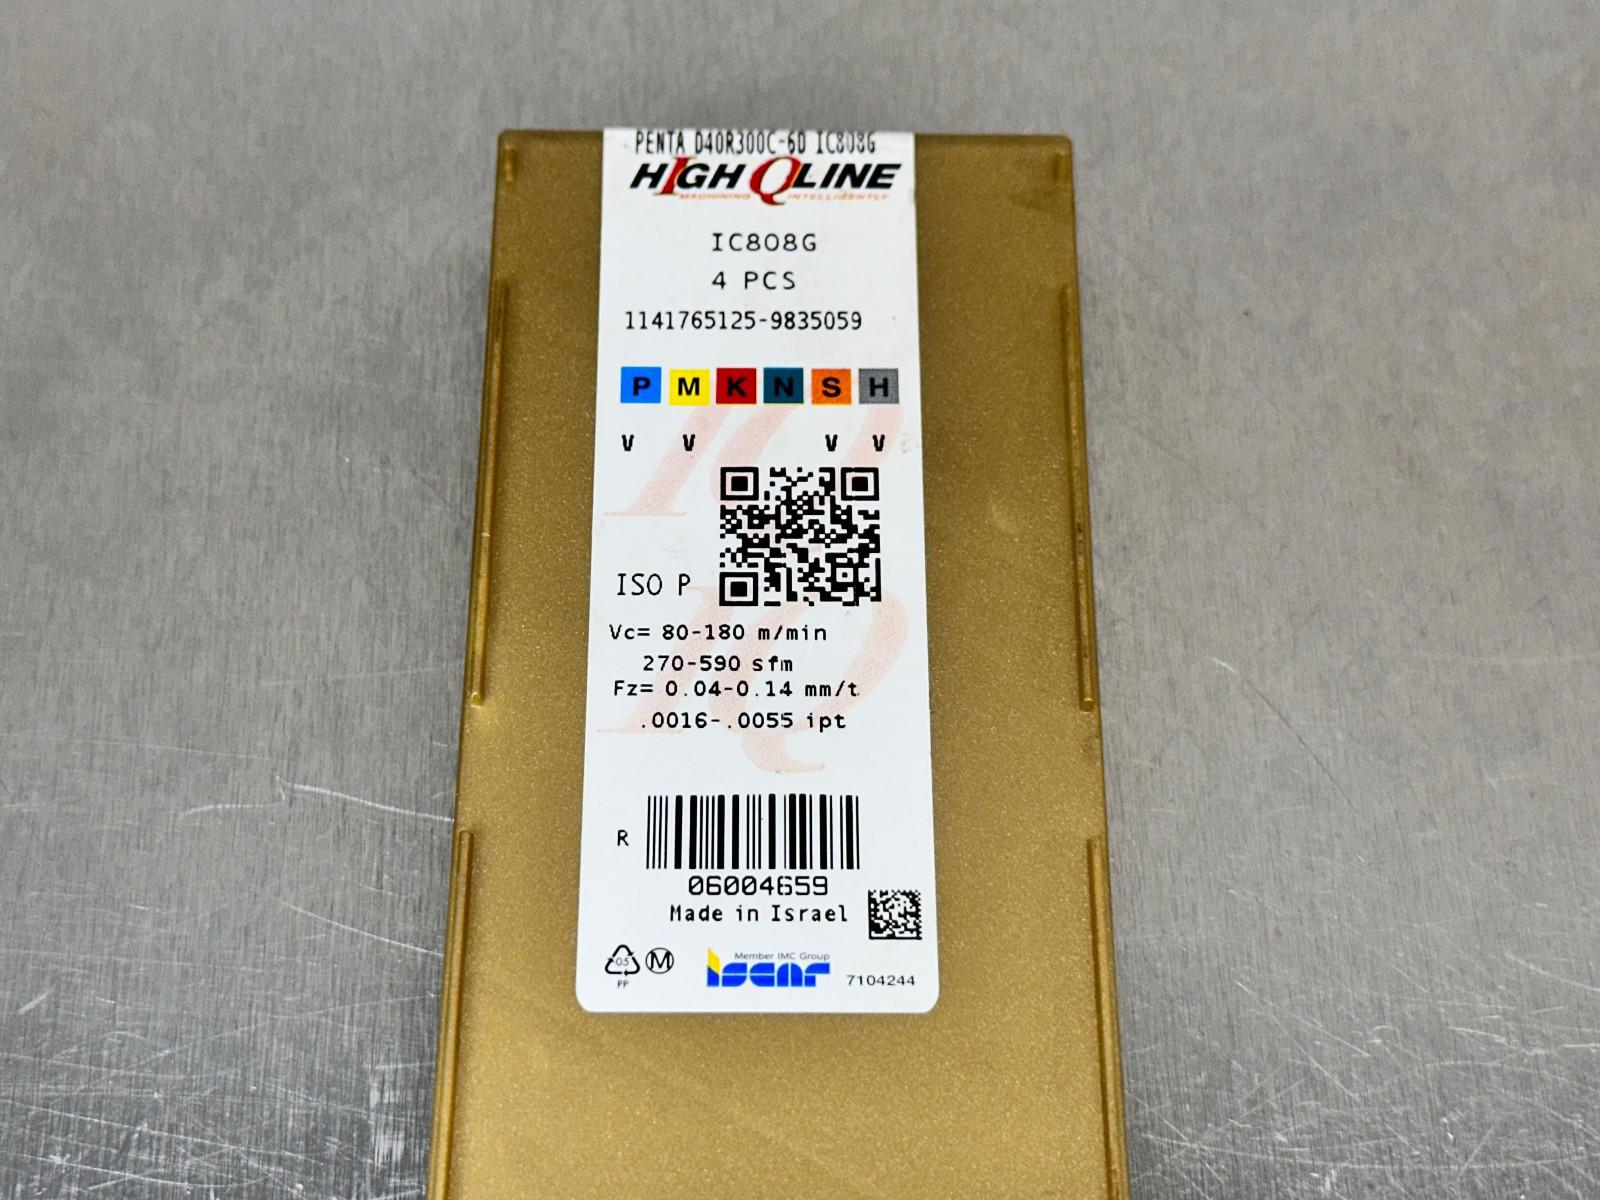 PENTA D40R300C-6D IC808G
HIGH Q LINE
MACHINING INTELLIGENTLY
IC808G
4 PCS
1141765125-9835059
P M K N S H
V V V V
ISO P
Vc= 80-180 m/min
270-590 sfm
Fz= 0.04-0.14 mm/t
.0016-.0055 ipt
R
06004659
Made in Israel
05
PP
M
Member IMC Group
iscar
7104244